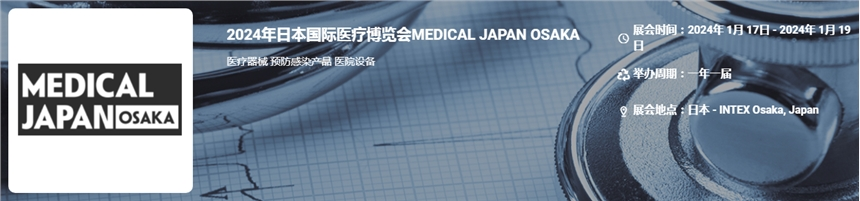 MEDICAL
JAPAN OSAKA
2024年日本国际医疗博览会MEDICAL JAPAN OSAKA
医疗器械 预防感染产品 医院设备
展会时间：2024年 1月 17日 - 2024年 1月 19
日
举办周期：一年一届
展会地点：日本 - INTEX Osaka, Japan